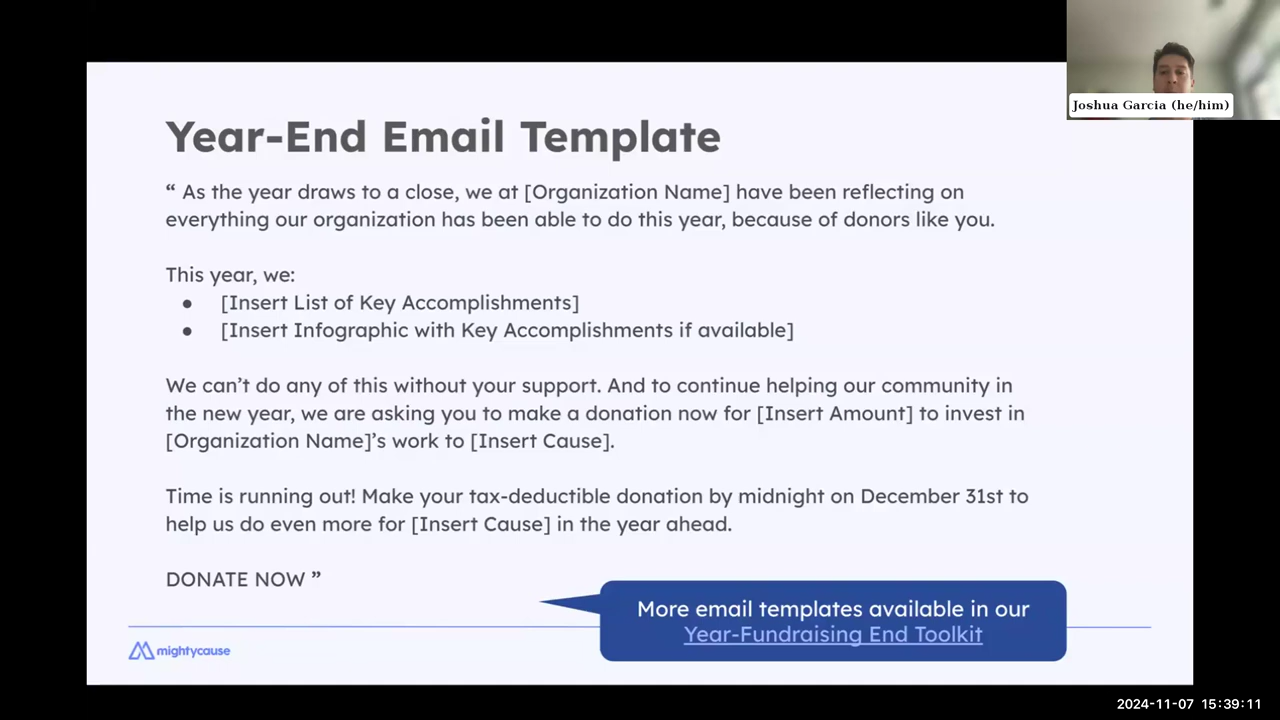 Joshua Garcia (he/him)
Year-End Email Template
“ As the year draws to a close, we at [Organization Name] have been reflecting on
everything our organization has been able to do this year, because of donors like you.
This year, we:
● [Insert List of Key Accomplishments]
● [Insert Infographic with Key Accomplishments if available]
We can’t do any of this without your support. And to continue helping our community in
the new year, we are asking you to make a donation now for [Insert Amount] to invest in
[Organization Name]’s work to [Insert Cause].
Time is running out! Make your tax-deductible donation by midnight on December 31st to
help us do even more for [Insert Cause] in the year ahead.
DONATE NOW ”
More email templates available in our
Year-Fundraising End Toolkit
mightycause
2024-11-07 15:39:11